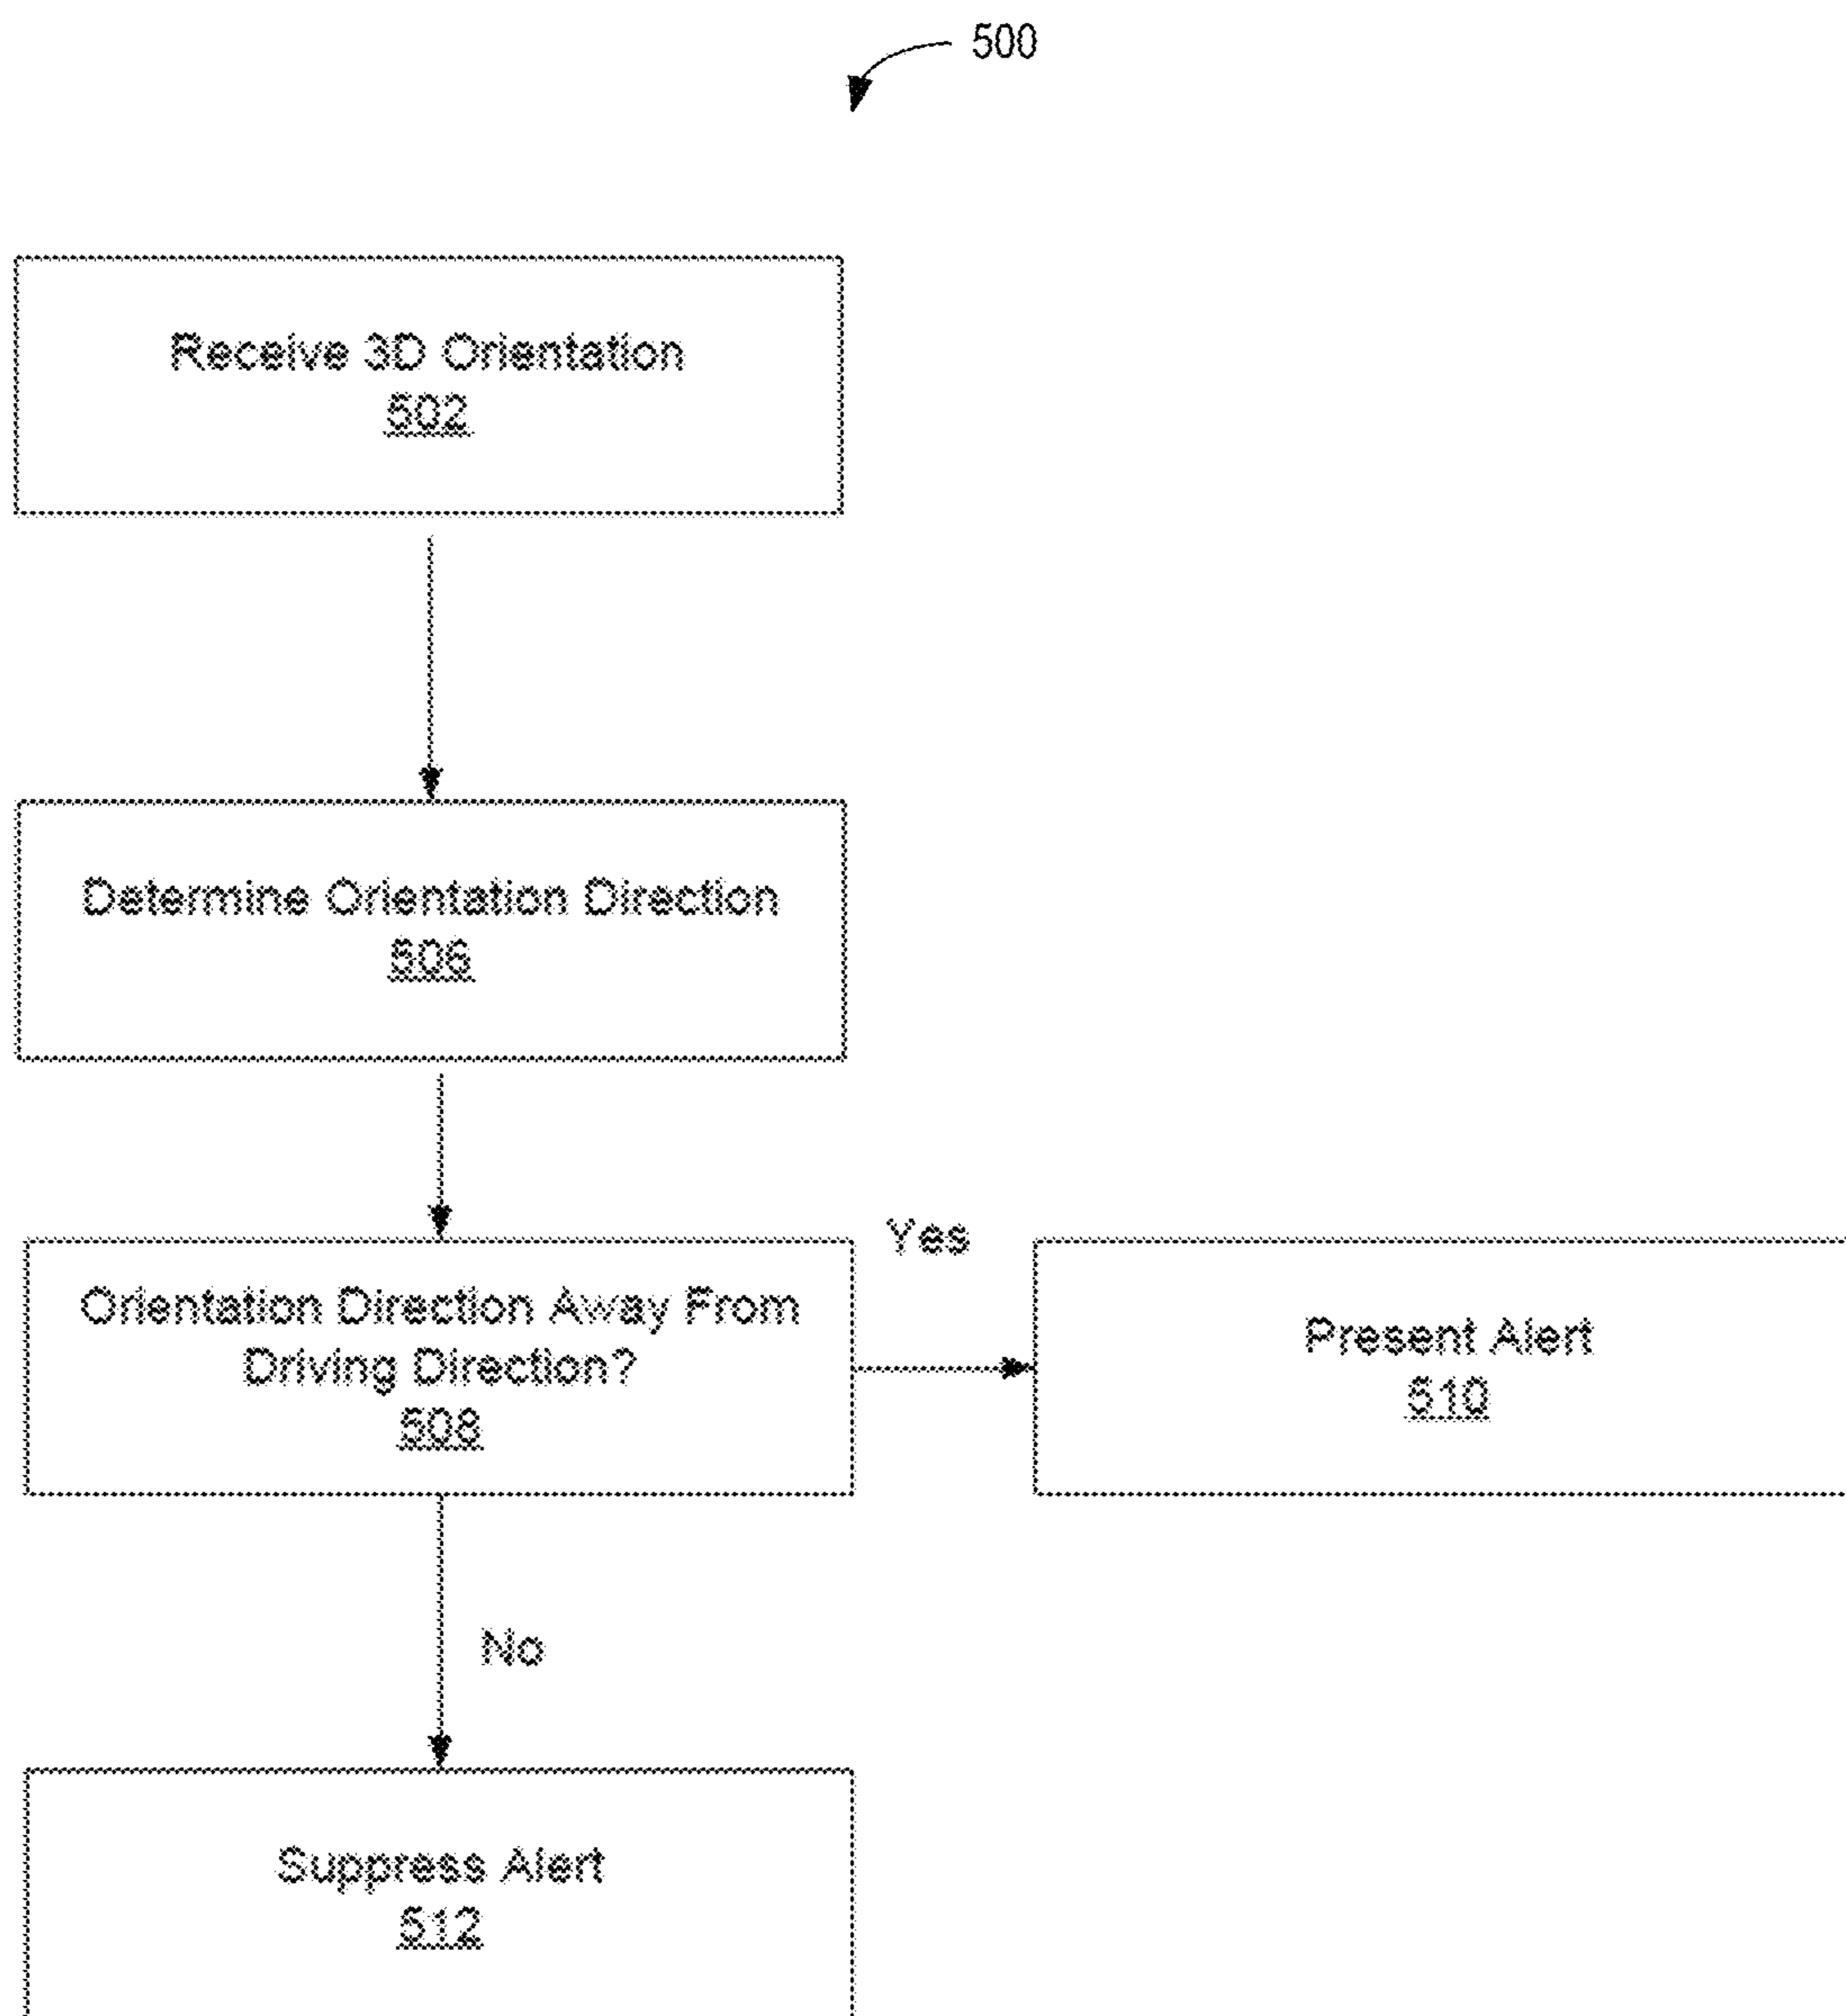 500
Receive 3D Orientation
502
Determine Orientation Direction
506
Orientation Direction Away From
Driving Direction?
508
Yes
Present Alert
510
No
Suppress Alert
512